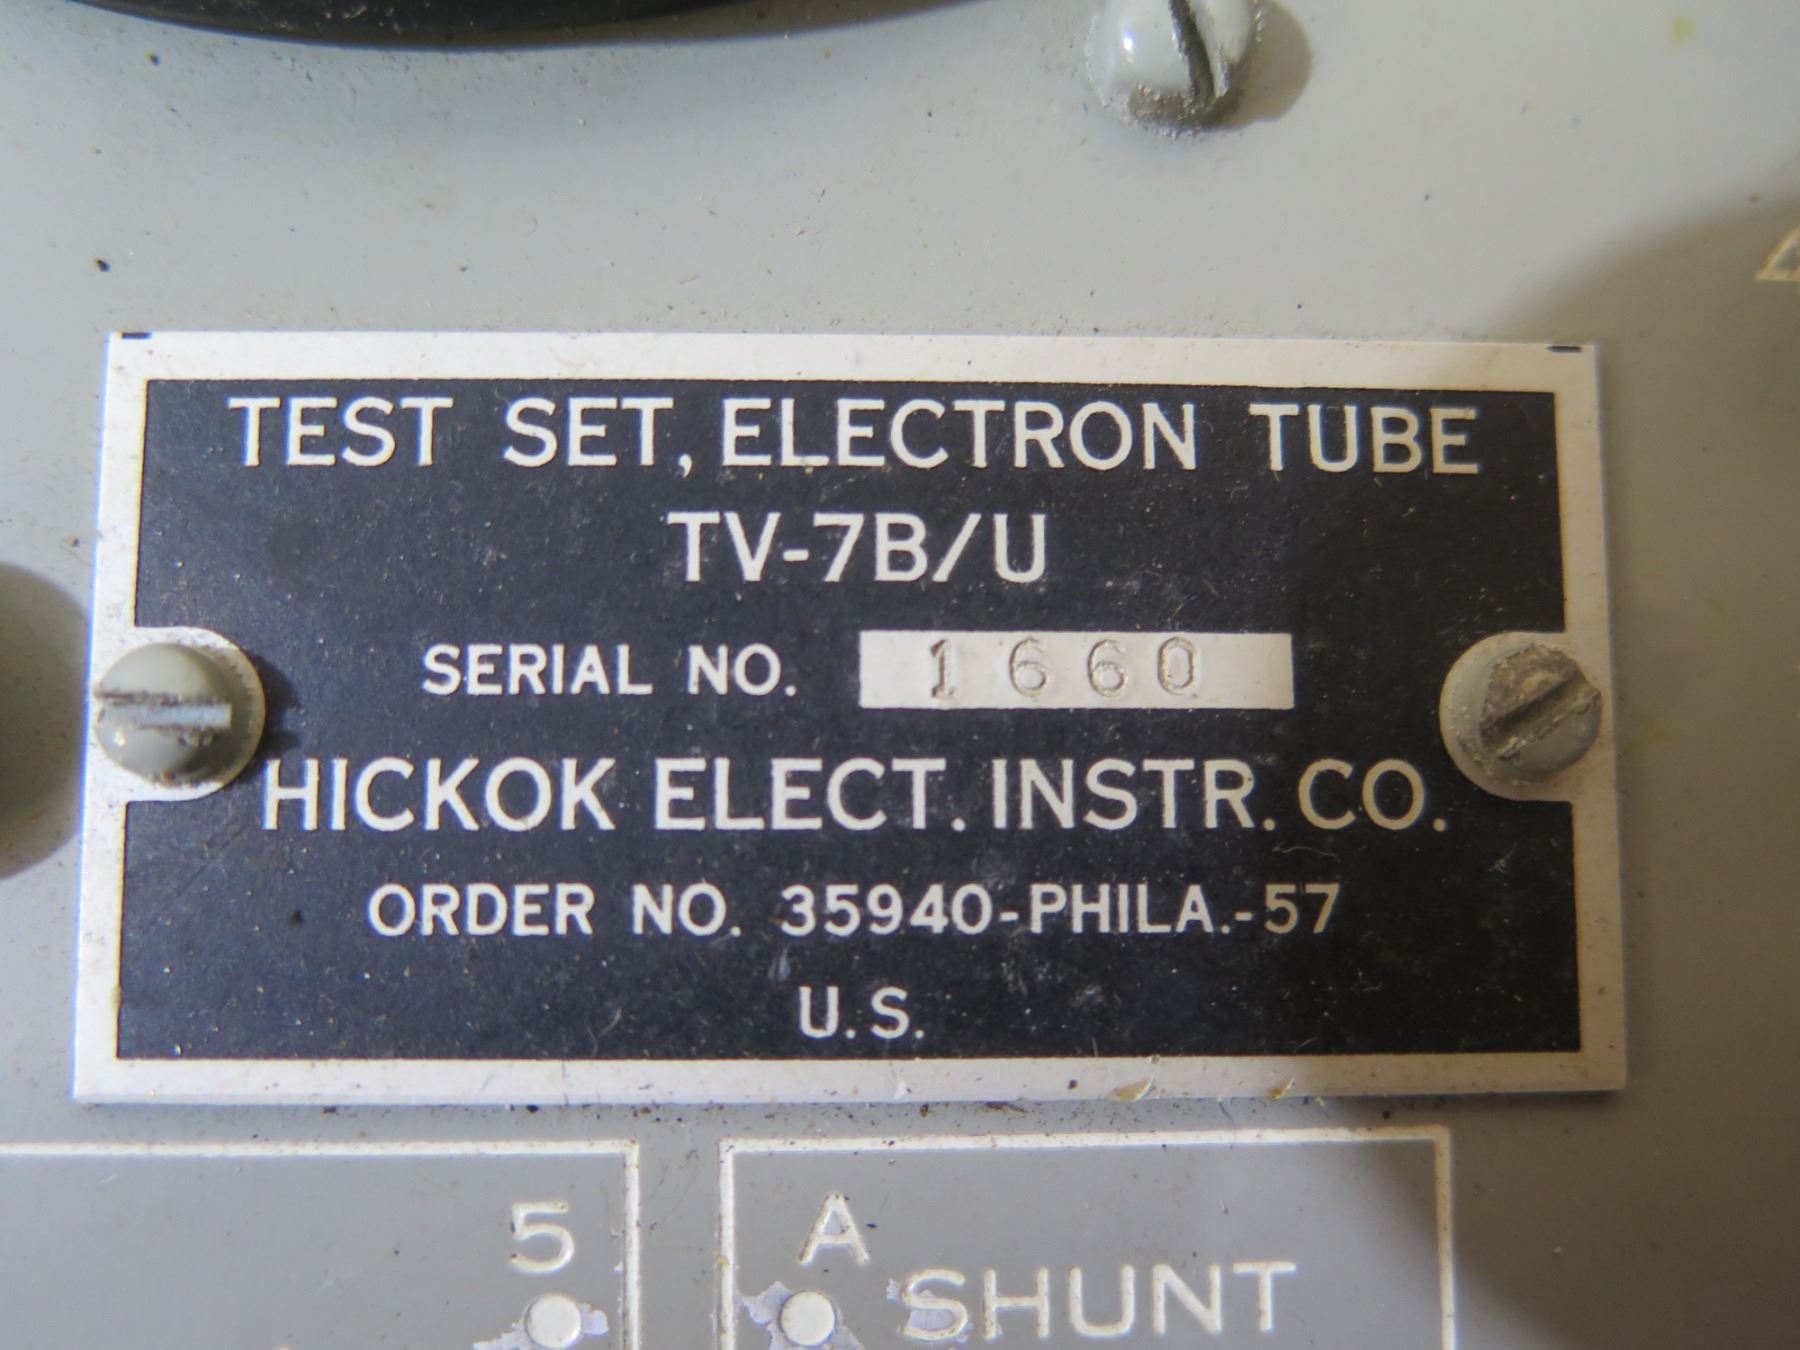 TEST SET, ELECTRON TUBE
TV-7B/U
SERIAL NO. 1660
HICKOK ELECT. INSTR. CO.
ORDER NO. 35940-PHILA.-57
U.S.
5
A
SHUNT